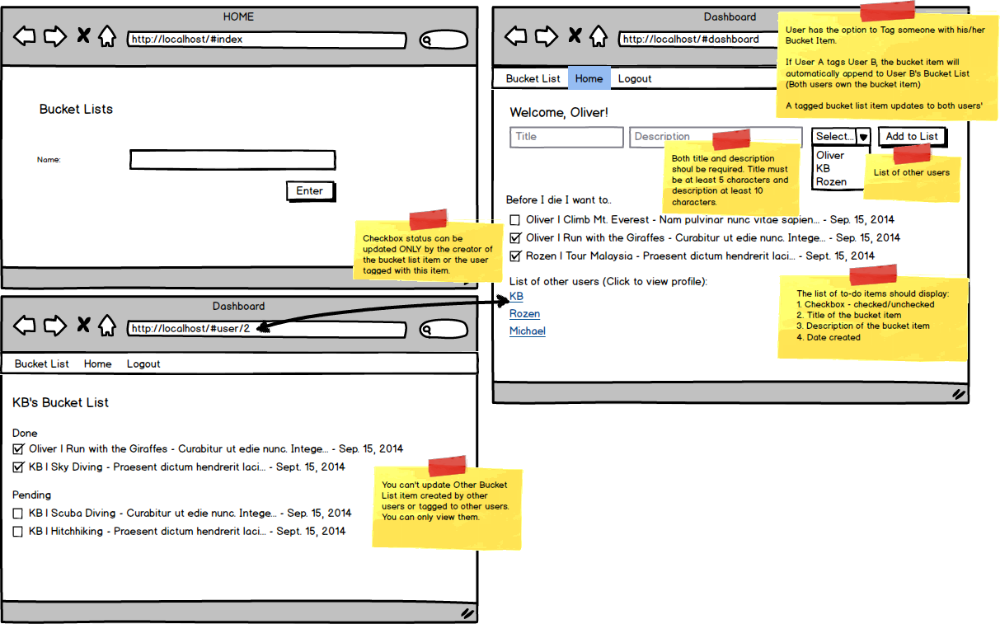 HOME
http://localhost/#index
Bucket Lists
Name:
Enter
Checkbox status can be
updated ONLY by the creator of
the bucket list item or the user
tagged with this item.
Dashboard
http://localhost/#dashboard
User has the option to Tag someone with his/her
Bucket Item.
If User A tags User B, the bucket item will
automatically append to User B's Bucket List
(Both users own the bucket item)
A tagged bucket list item updates to both users'
Bucket List
Home
Logout
Welcome, Oliver!
Title
Description
Select...
Add to List
Oliver
KB
Rozen
List of other users
Both title and description
shoul be required. Title must
be at least 5 characters and
description at least 10
characters.
Before I die I want to..
Oliver | Climb Mt. Everest - Nam pulvinar nunc vitae sapien... - Sep. 15, 2014
Oliver | Run with the Giraffes - Curabitur ut edie nunc. Intege... - Sep. 15, 2014
Rozen | Tour Malaysia - Praesent dictum hendrerit laci... - Sept. 15, 2014
List of other users (Click to view profile):
KB
Rozen
Michael
The list of to-do items should display:
1. Checkbox - checked/unchecked
2. Title of the bucket item
3. Description of the bucket item
4. Date created
Dashboard
http://localhost/#user/2
Bucket List
Home
Logout
KB's Bucket List
Done
Oliver | Run with the Giraffes - Curabitur ut edie nunc. Intege... - Sep. 15, 2014
KB | Sky Diving - Praesent dictum hendrerit laci... - Sept. 15, 2014
Pending
KB | Scuba Diving - Curabitur ut edie nunc. Intege... - Sep. 15, 2014
KB | Hitchhiking - Praesent dictum hendrerit laci... - Sept. 15, 2014
You can't update Other Bucket
List item created by other
users or tagged to other users.
You can only view them.